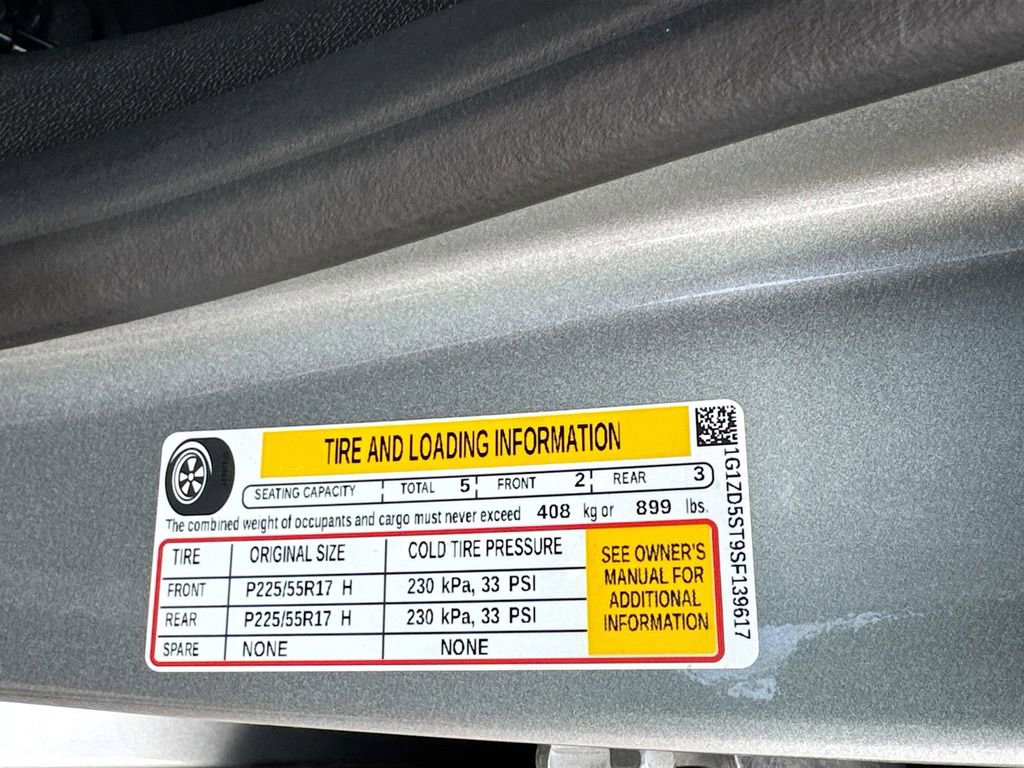 TIRE AND LOADING INFORMATION
SEATING CAPACITY TOTAL 5 FRONT 2 REAR 3
The combined weight of occupants and cargo must never exceed 408 kg or 899 lbs.
TIRE ORIGINAL SIZE COLD TIRE PRESSURE
FRONT P225/55R17 H 230 kPa, 33 PSI
REAR P225/55R17 H 230 kPa, 33 PSI
SPARE NONE NONE
SEE OWNER'S
MANUAL FOR
ADDITIONAL
INFORMATION
1G1ZD5ST9SF139617